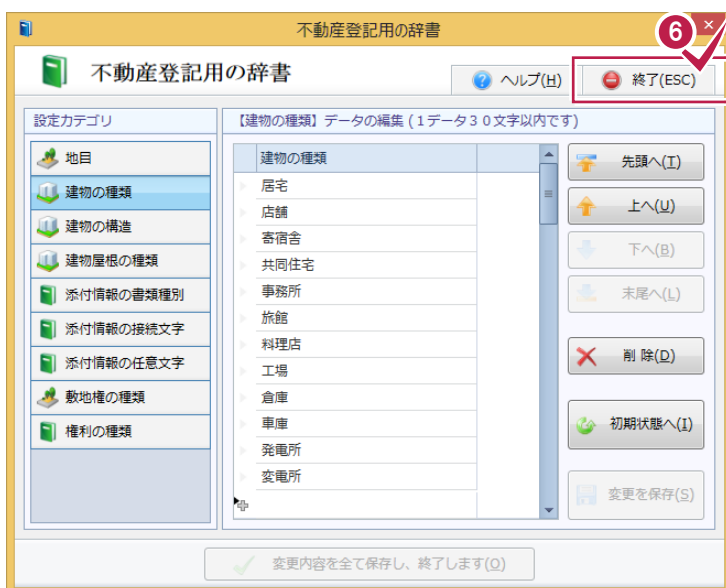 不動産登記用の辞書
6
不動産登記用の辞書
ヘルプ(H)
終了(ESC)
設定カテゴリ
地目
建物の種類
建物の構造
建物屋根の種類
添付情報の書類種別
添付情報の接続文字
添付情報の任意文字
敷地権の種類
権利の種類
【建物の種類】データの編集(1データ30文字以内です)
建物の種類
居宅
店舗
寄宿舎
共同住宅
事務所
旅館
料理店
工場
倉庫
車庫
発電所
変電所
先頭へ(T)
上へ(U)
下へ(B)
末尾へ(L)
削 除(D)
初期状態へ(I)
変更を保存(S)
変更内容を全て保存し、終了します(O)